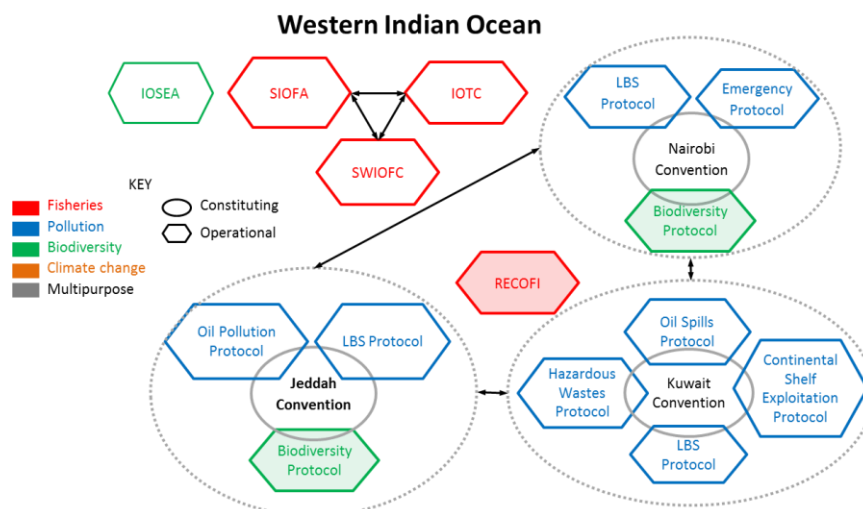 Western Indian Ocean
IOSEA
SIOFA
IOTC
SWIOFC
LBS
Protocol
Emergency
Protocol
Nairobi
Convention
Biodiversity
Protocol
KEY
Fisheries
Pollution
Biodiversity
Climate change
Multipurpose
Constituting
Operational
RECOFI
Oil Pollution
Protocol
LBS Protocol
Jeddah
Convention
Biodiversity
Protocol
Oil Spills
Protocol
Hazardous
Wastes
Protocol
Kuwait
Convention
Continental
Shelf
Exploitation
Protocol
LBS
Protocol